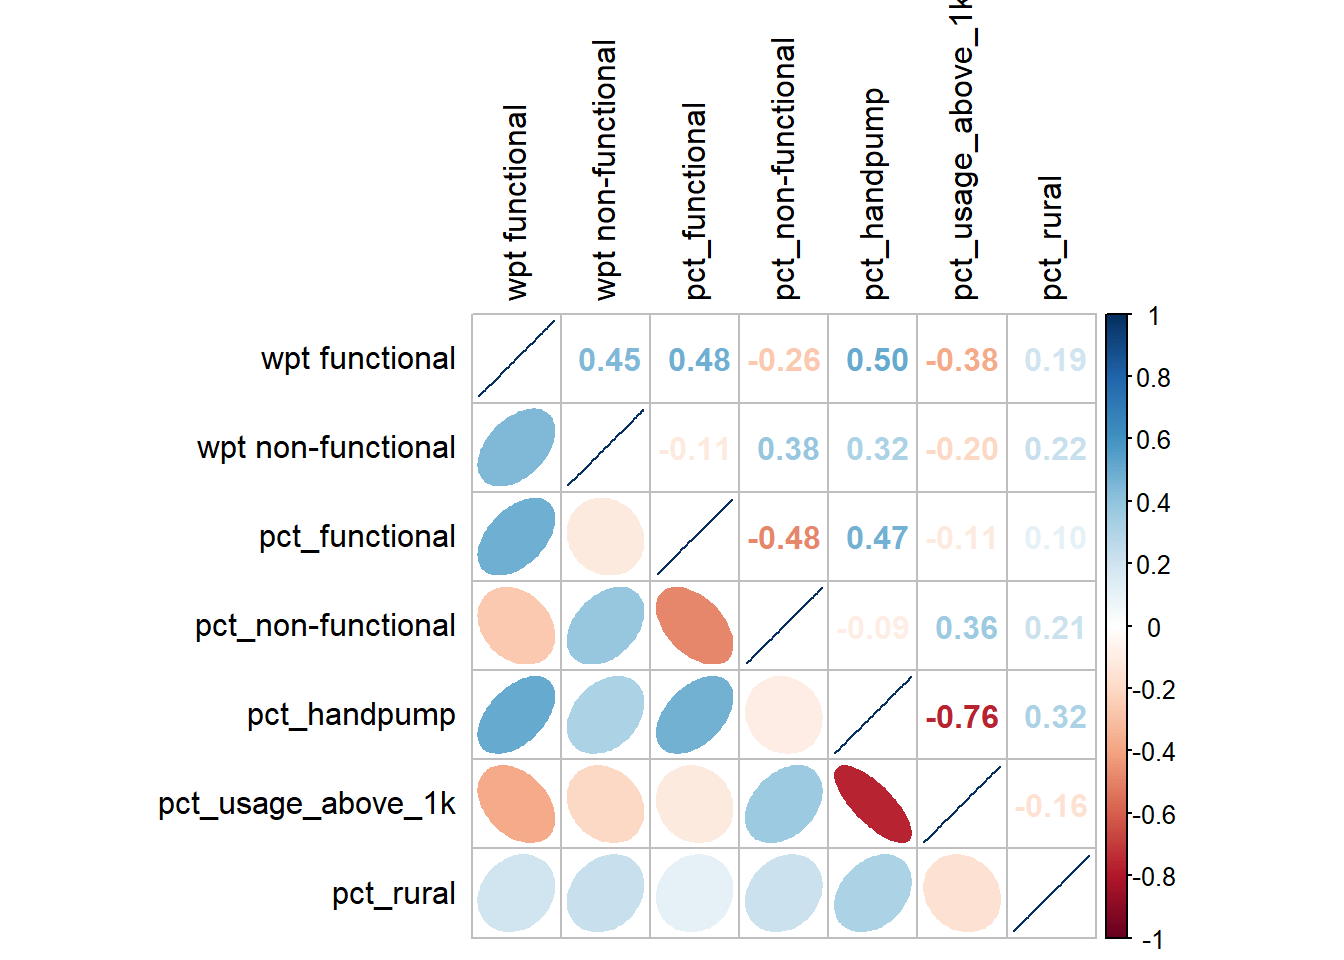 wpt functional
wpt non-functional
pct_functional
pct_non-functional
pct_handpump
pct_usage_above_1k
pct_rural
wpt functional 0.45 0.48 -0.26 0.50 -0.38 0.19
wpt non-functional -0.11 0.38 0.32 -0.20 0.22
pct_functional -0.48 0.47 -0.11 0.10
pct_non-functional -0.09 0.36 0.21
pct_handpump -0.76 0.32
pct_usage_above_1k -0.16
pct_rural
1
0.8
0.6
0.4
0.2
0
-0.2
-0.4
-0.6
-0.8
-1